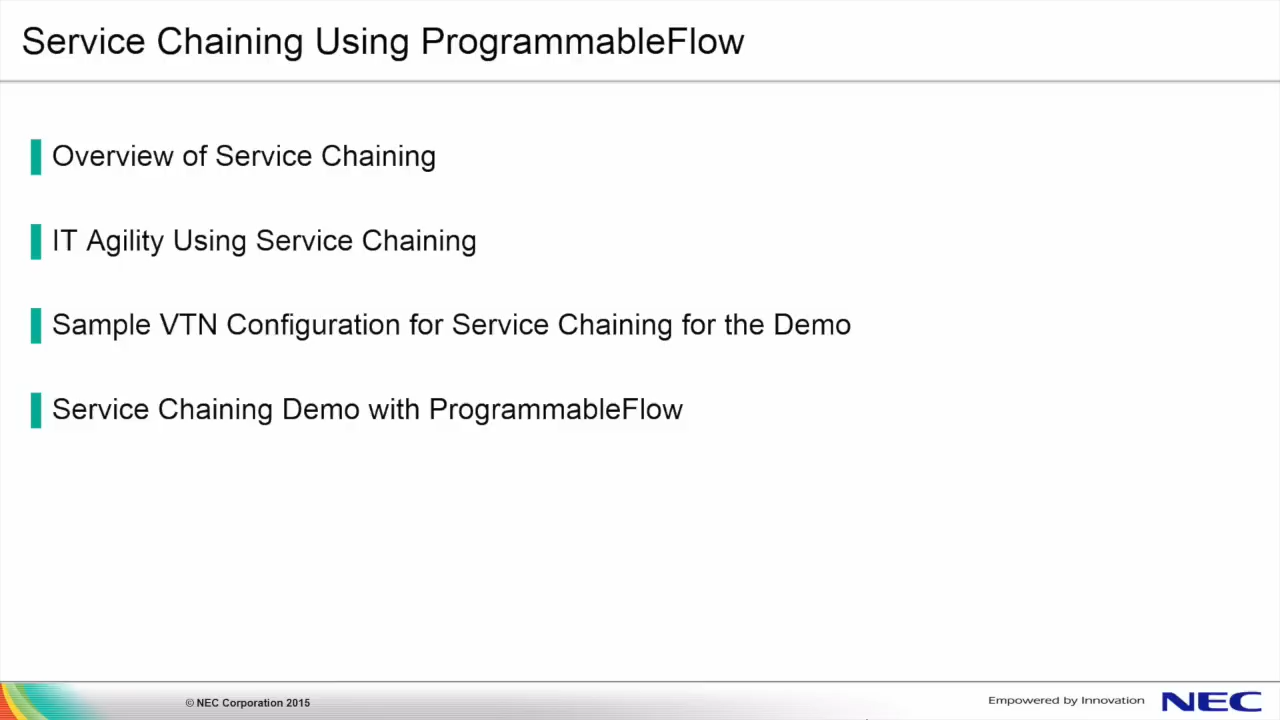 Service Chaining Using ProgrammableFlow
Overview of Service Chaining
IT Agility Using Service Chaining
Sample VTN Configuration for Service Chaining for the Demo
Service Chaining Demo with ProgrammableFlow
© NEC Corporation 2015
Empowered by Innovation
NEC